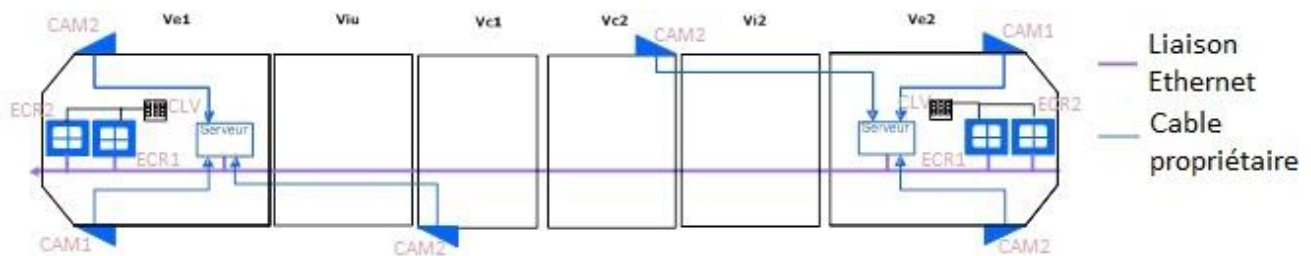 Ve1 Viu Vc1 Vc2 Vi2 Ve2
CAM2 CAM2 CAM1
Liaison
Ethernet
ECR2 CLV CLV ECR2
Serveur Serveur
Cable
propriétaire
ECR1 ECR1
CAM1 CAM2 CAM2